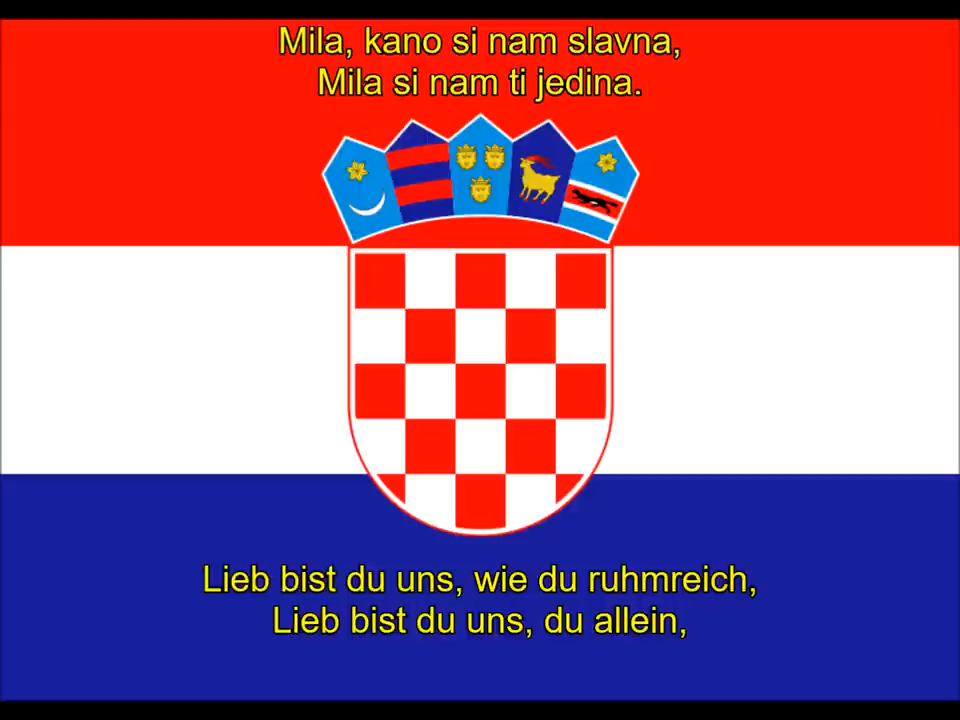 Mila, kano si nam slavna,
Mila si nam ti jedina.
Lieb bist du uns, wie du ruhmreich,
Lieb bist du uns, du allein,